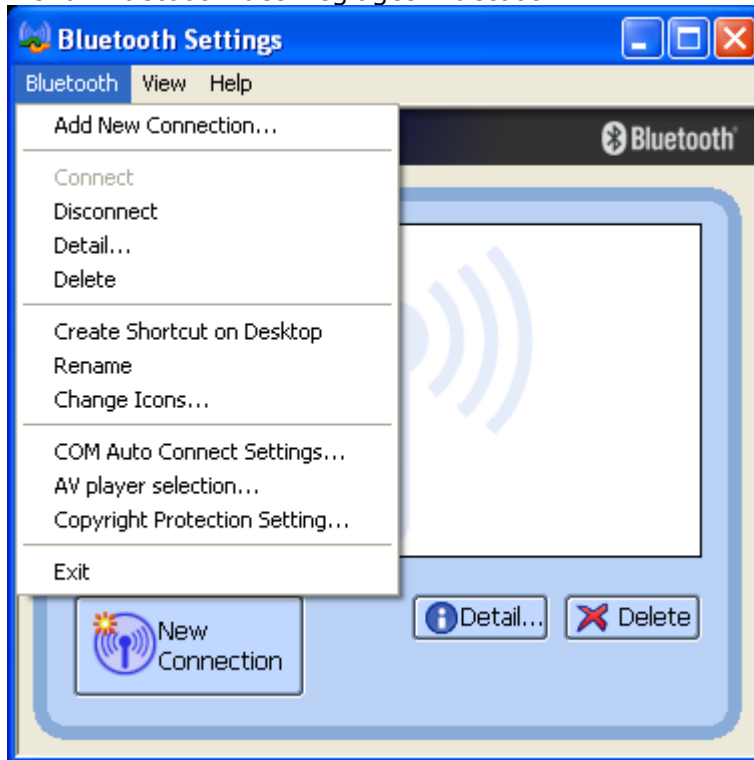 Bluetooth Settings
Bluetooth View Help
Add New Connection...
Bluetooth
Connect
Disconnect
Detail...
Delete
Create Shortcut on Desktop
Rename
Change Icons...
COM Auto Connect Settings...
AV player selection...
Copyright Protection Setting...
Exit
New
Connection
Detail...
Delete